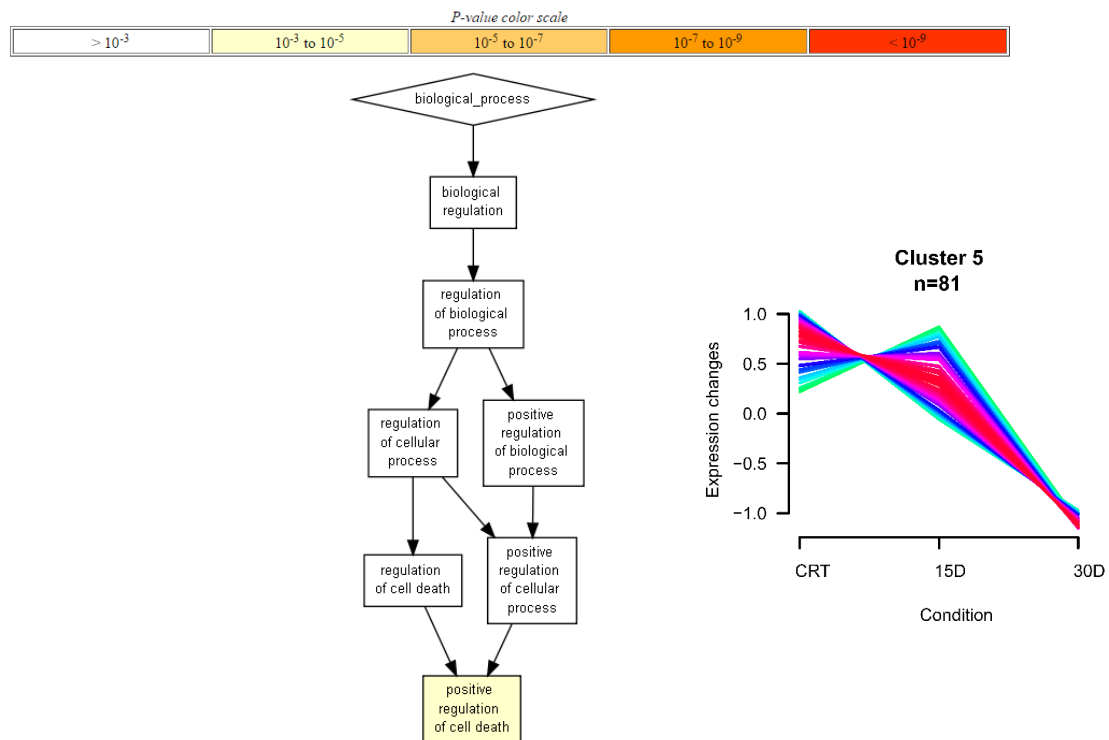 P-value color scale
> 10-3 10-3 to 10-5 10-5 to 10-7 10-7 to 10-9 < 10-9
biological_process
biological
regulation
regulation
of biological
process
regulation
of cellular
process
positive
regulation
of biological
process
regulation
of cell death
positive
regulation
of cellular
process
positive
regulation
of cell death
Cluster 5
n=81
Expression changes
1.0
0.5
0.0
−0.5
−1.0
CRT 15D 30D
Condition